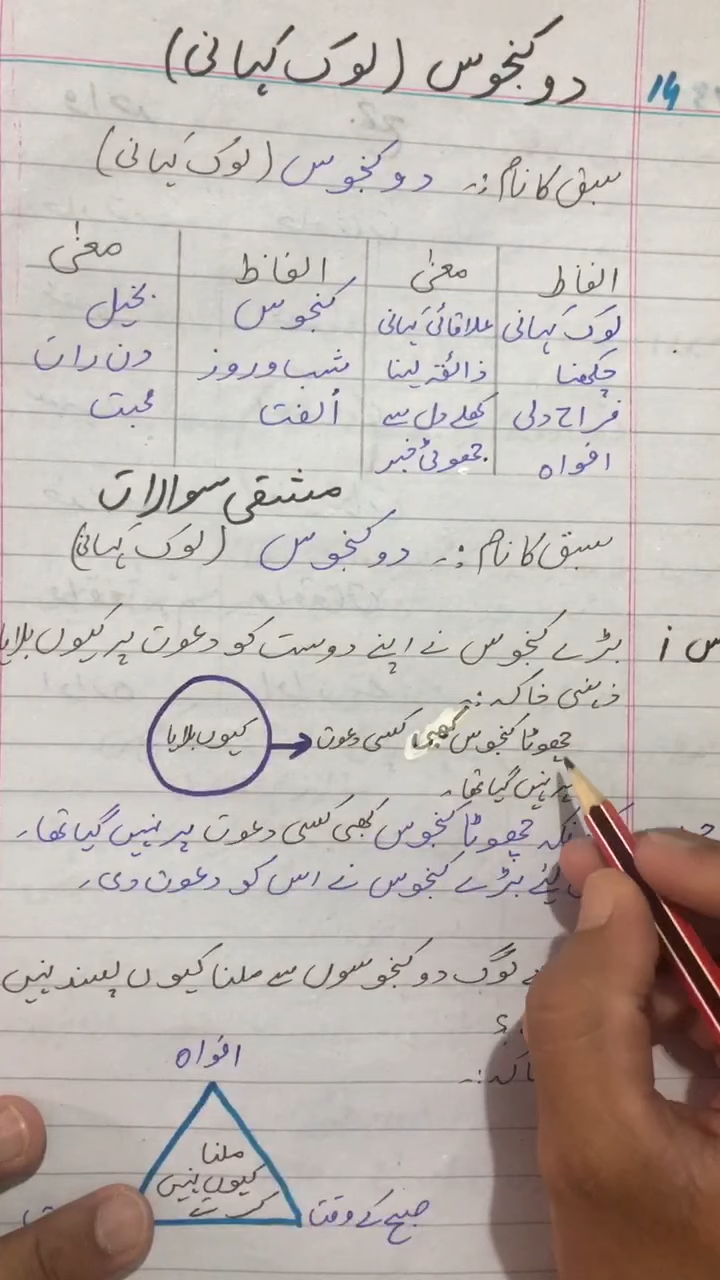 دو کنجوس (لوک کہانی)
14
سبق کا نام :۔ دو کنجوس (لوک کہانی)
الفاظ معنی الفاظ معنی
لوک کہانی علاقائی کہانی کنجوس بخیل
چکھنا ذائقہ لینا شب و روز دن رات
فراخ دلی کھلے دل سے اُلفت محبت
افواہ جھوٹی خبر
مشقی سوالات
سبق کا نام :۔ دو کنجوس (لوک کہانی)
س i بڑے کنجوس نے اپنے دوست کو دعوت پر کیوں بلایا
ذہنی خاکہ :۔
چھوٹا کنجوس کبھی کسی دعوت
کیوں بلایا
پر نہیں گیا تھا۔
چھوٹا کنجوس کبھی کسی دعوت پر نہیں گیا تھا۔
لیئے بڑے کنجوس نے اس کو دعوت دی۔
لوگ دو کنجوسوں سے ملنا کیوں پسند نہیں
؟
افواہ
ملنا
کیوں نہیں
کرتے
صبح کے وقت